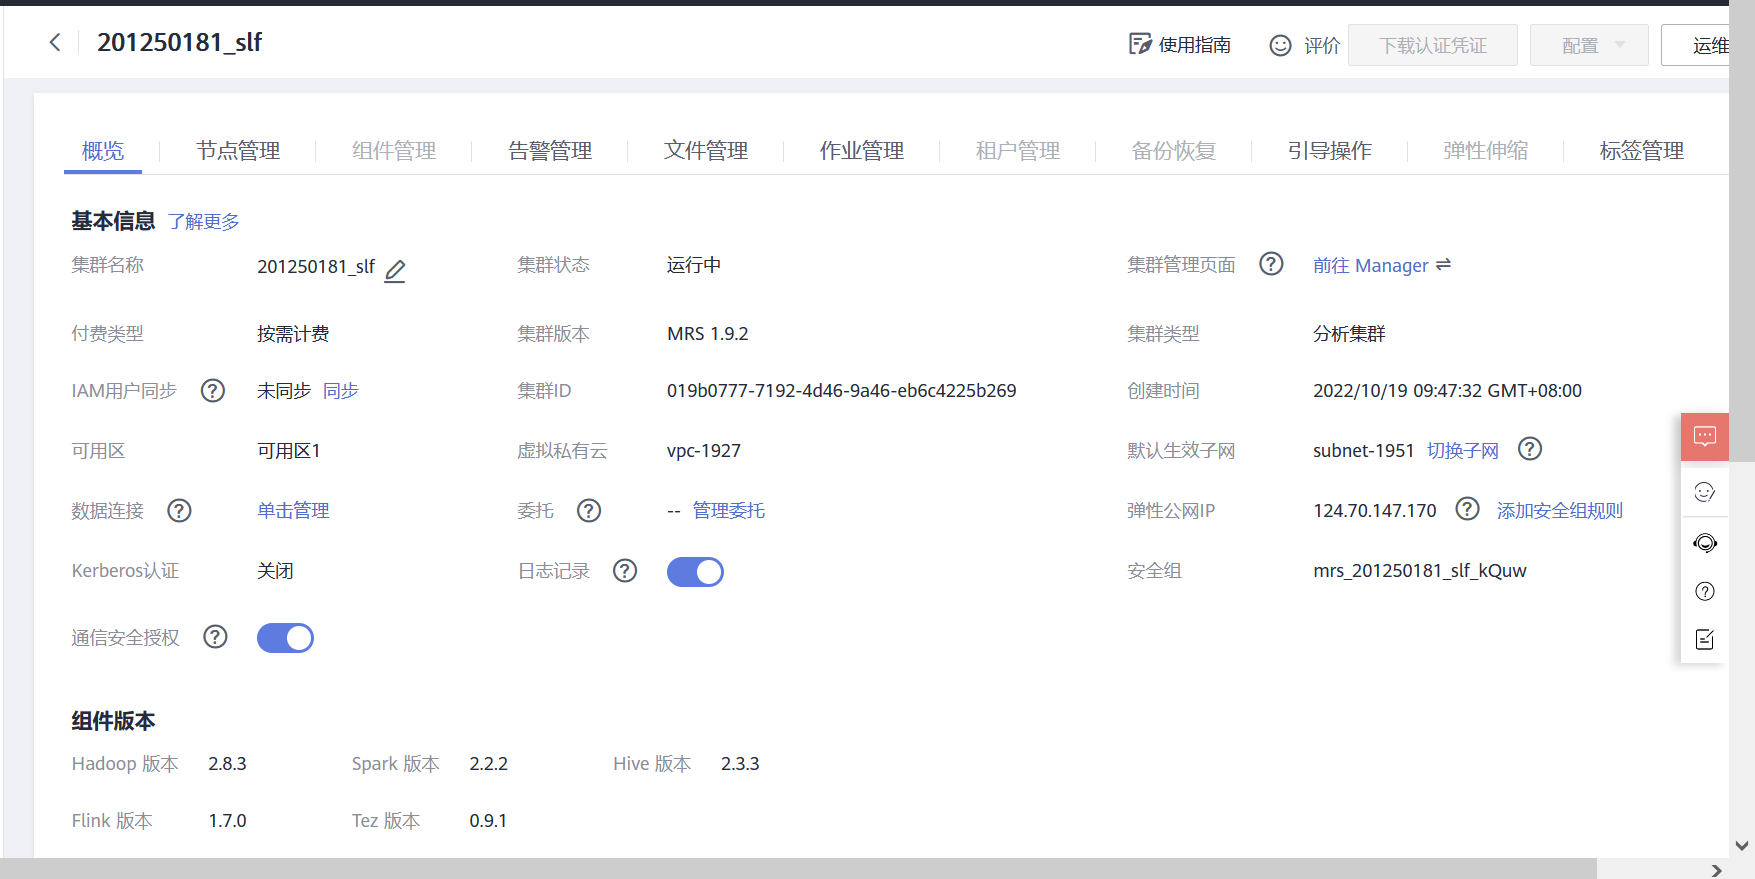 201250181_slf 使用指南 评价 下载认证凭证 配置 运维
概览 节点管理 组件管理 告警管理 文件管理 作业管理 租户管理 备份恢复 引导操作 弹性伸缩 标签管理
基本信息 了解更多
集群名称 201250181_slf 集群状态 运行中 集群管理页面 前往 Manager
付费类型 按需计费 集群版本 MRS 1.9.2 集群类型 分析集群
IAM用户同步 未同步 同步 集群ID 019b0777-7192-4d46-9a46-eb6c4225b269 创建时间 2022/10/19 09:47:32 GMT+08:00
可用区 可用区1 虚拟私有云 vpc-1927 默认生效子网 subnet-1951 切换子网
数据连接 单击管理 委托 -- 管理委托 弹性公网IP 124.70.147.170 添加安全组规则
Kerberos认证 关闭 日志记录 安全组 mrs_201250181_slf_kQuw
通信安全授权
组件版本
Hadoop 版本 2.8.3 Spark 版本 2.2.2 Hive 版本 2.3.3
Flink 版本 1.7.0 Tez 版本 0.9.1